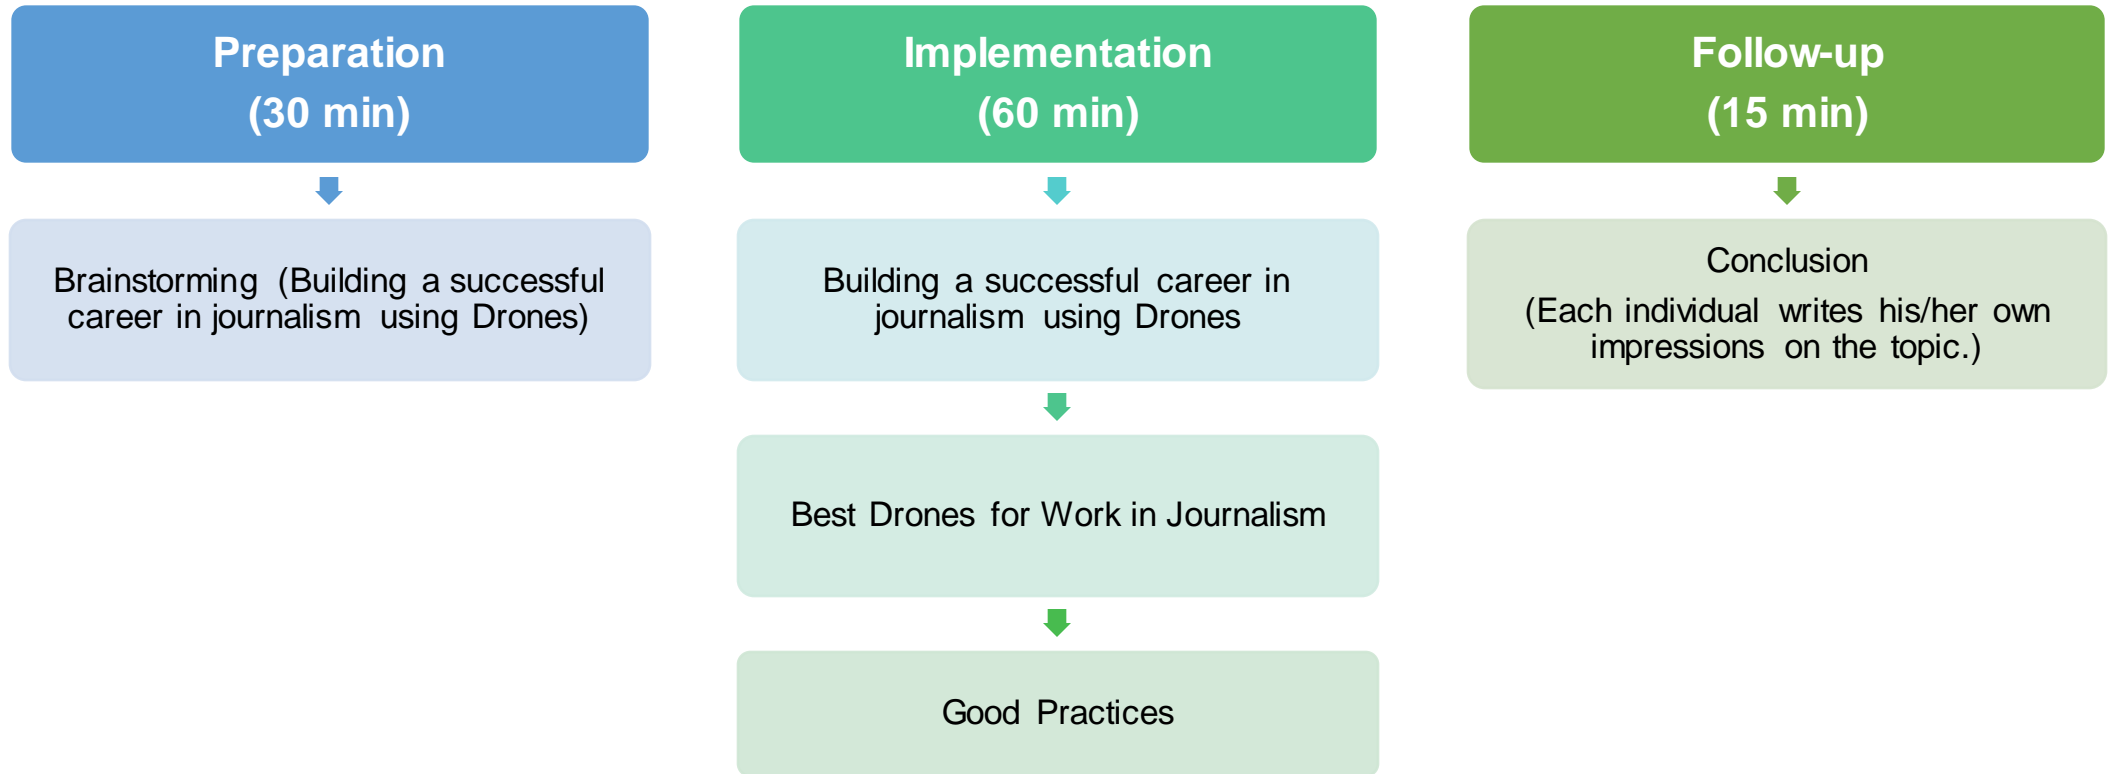 Preparation
(30 min)
Brainstorming (Building a successful
career in journalism using Drones)
Implementation
(60 min)
Building a successful career in
journalism using Drones
Best Drones for Work in Journalism
Good Practices
Follow-up
(15 min)
Conclusion
(Each individual writes his/her own
impressions on the topic.)